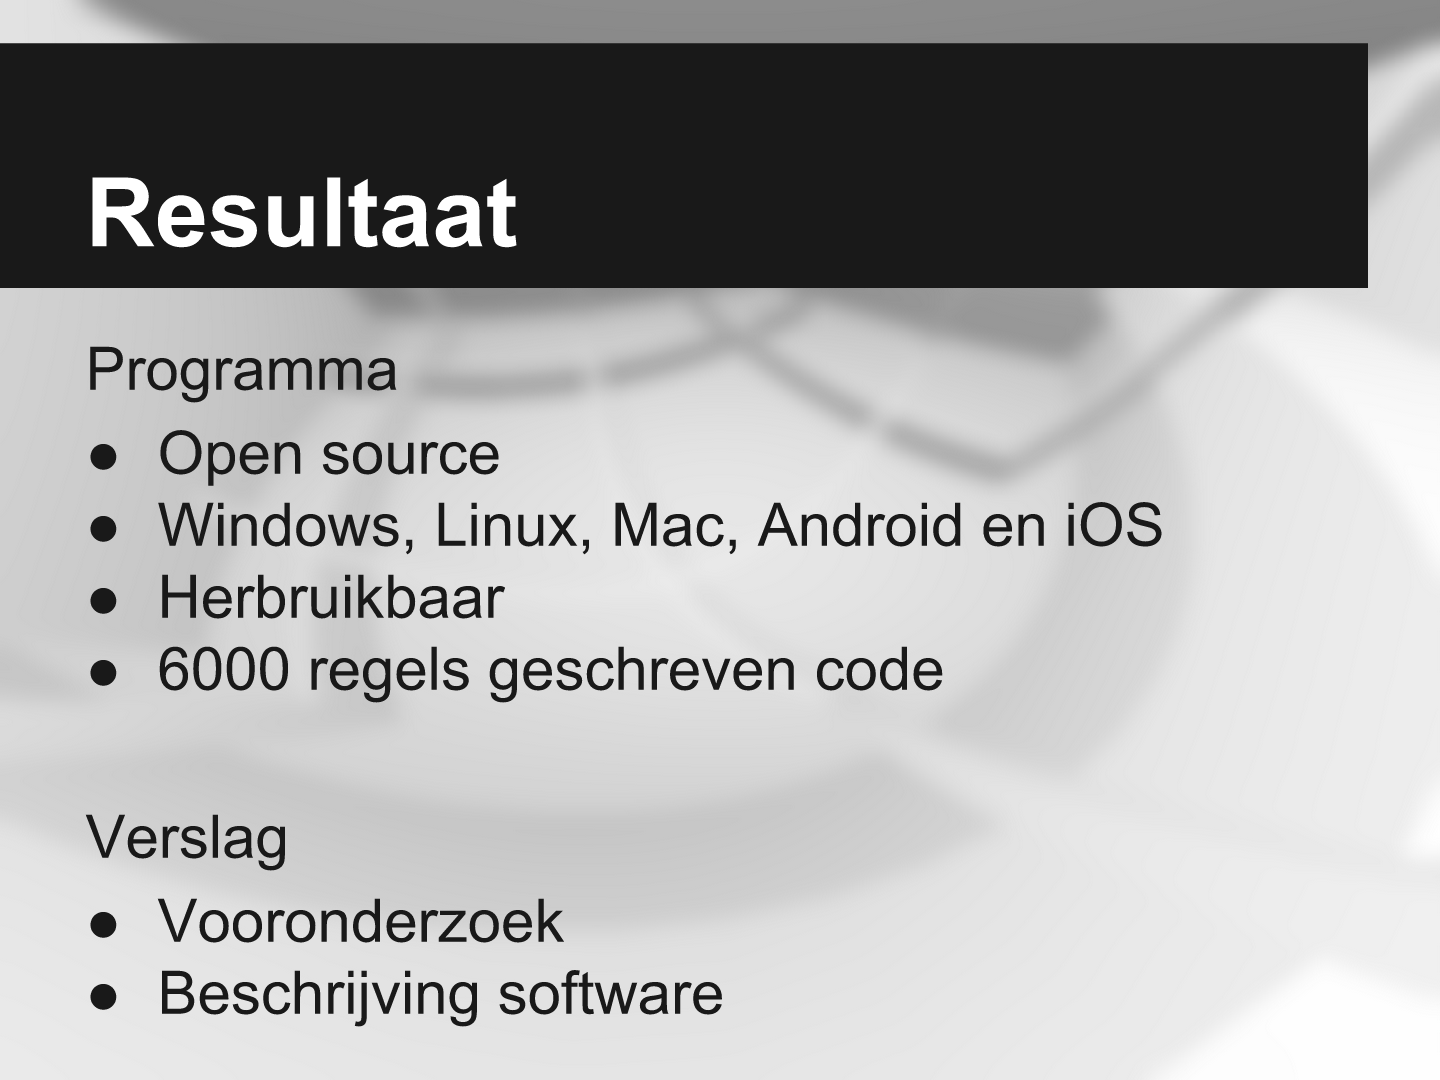 Resultaat
Programma
● Open source
● Windows, Linux, Mac, Android en iOS
● Herbruikbaar
● 6000 regels geschreven code
Verslag
● Vooronderzoek
● Beschrijving software